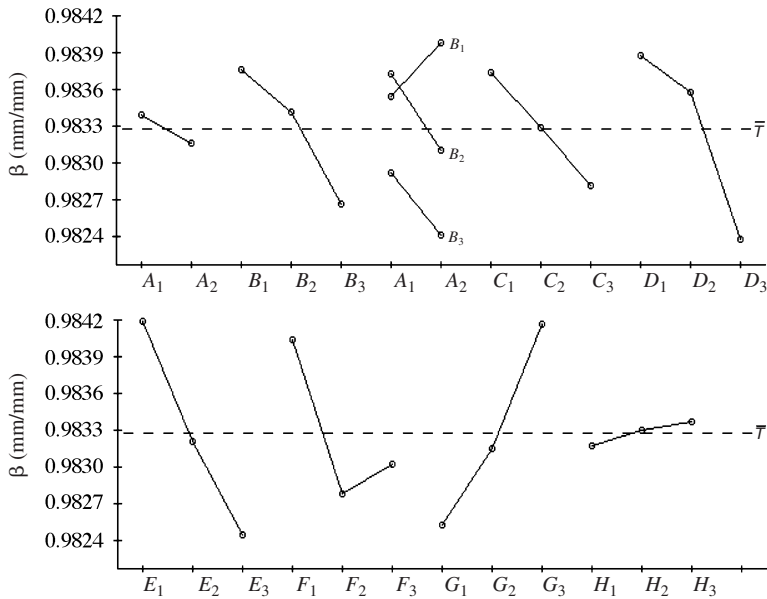 β (mm/mm)
0.9842
0.9839
0.9836
0.9833
0.9830
0.9827
0.9824
B₁
B₂
B₃
T̿
A₁ A₂ B₁ B₂ B₃ A₁ A₂ C₁ C₂ C₃ D₁ D₂ D₃
β (mm/mm)
0.9842
0.9839
0.9836
0.9833
0.9830
0.9827
0.9824
T̿
E₁ E₂ E₃ F₁ F₂ F₃ G₁ G₂ G₃ H₁ H₂ H₃